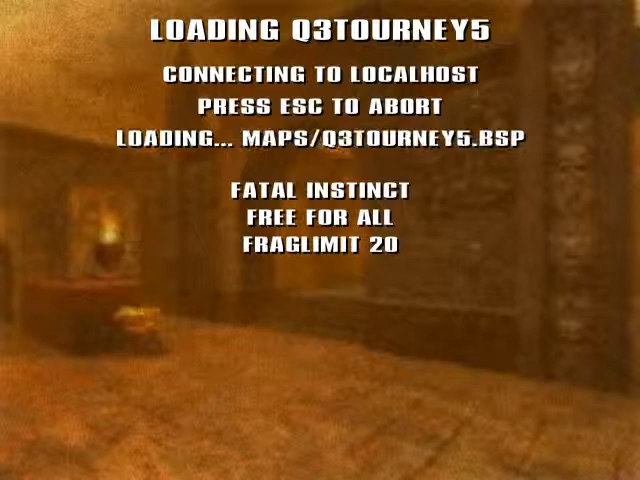 LOADING Q3TOURNEY5
CONNECTING TO LOCALHOST
PRESS ESC TO ABORT
LOADING... MAPS/Q3TOURNEY5.BSP
FATAL INSTINCT
FREE FOR ALL
FRAGLIMIT 20